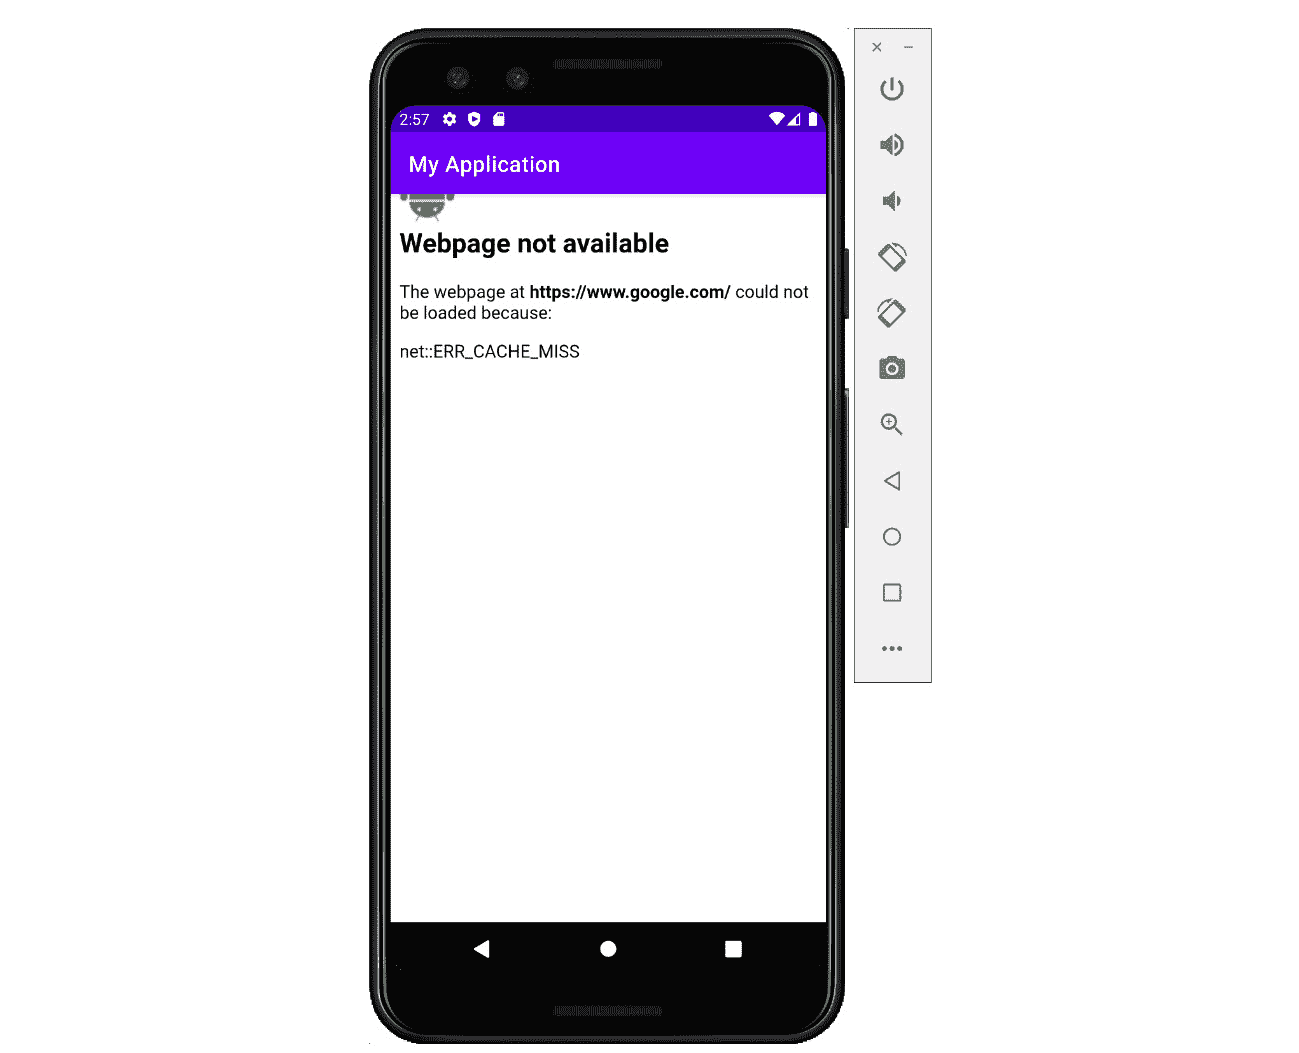 2:57
My Application
Webpage not available
The webpage at https://www.google.com/ could not
be loaded because:
net::ERR_CACHE_MISS